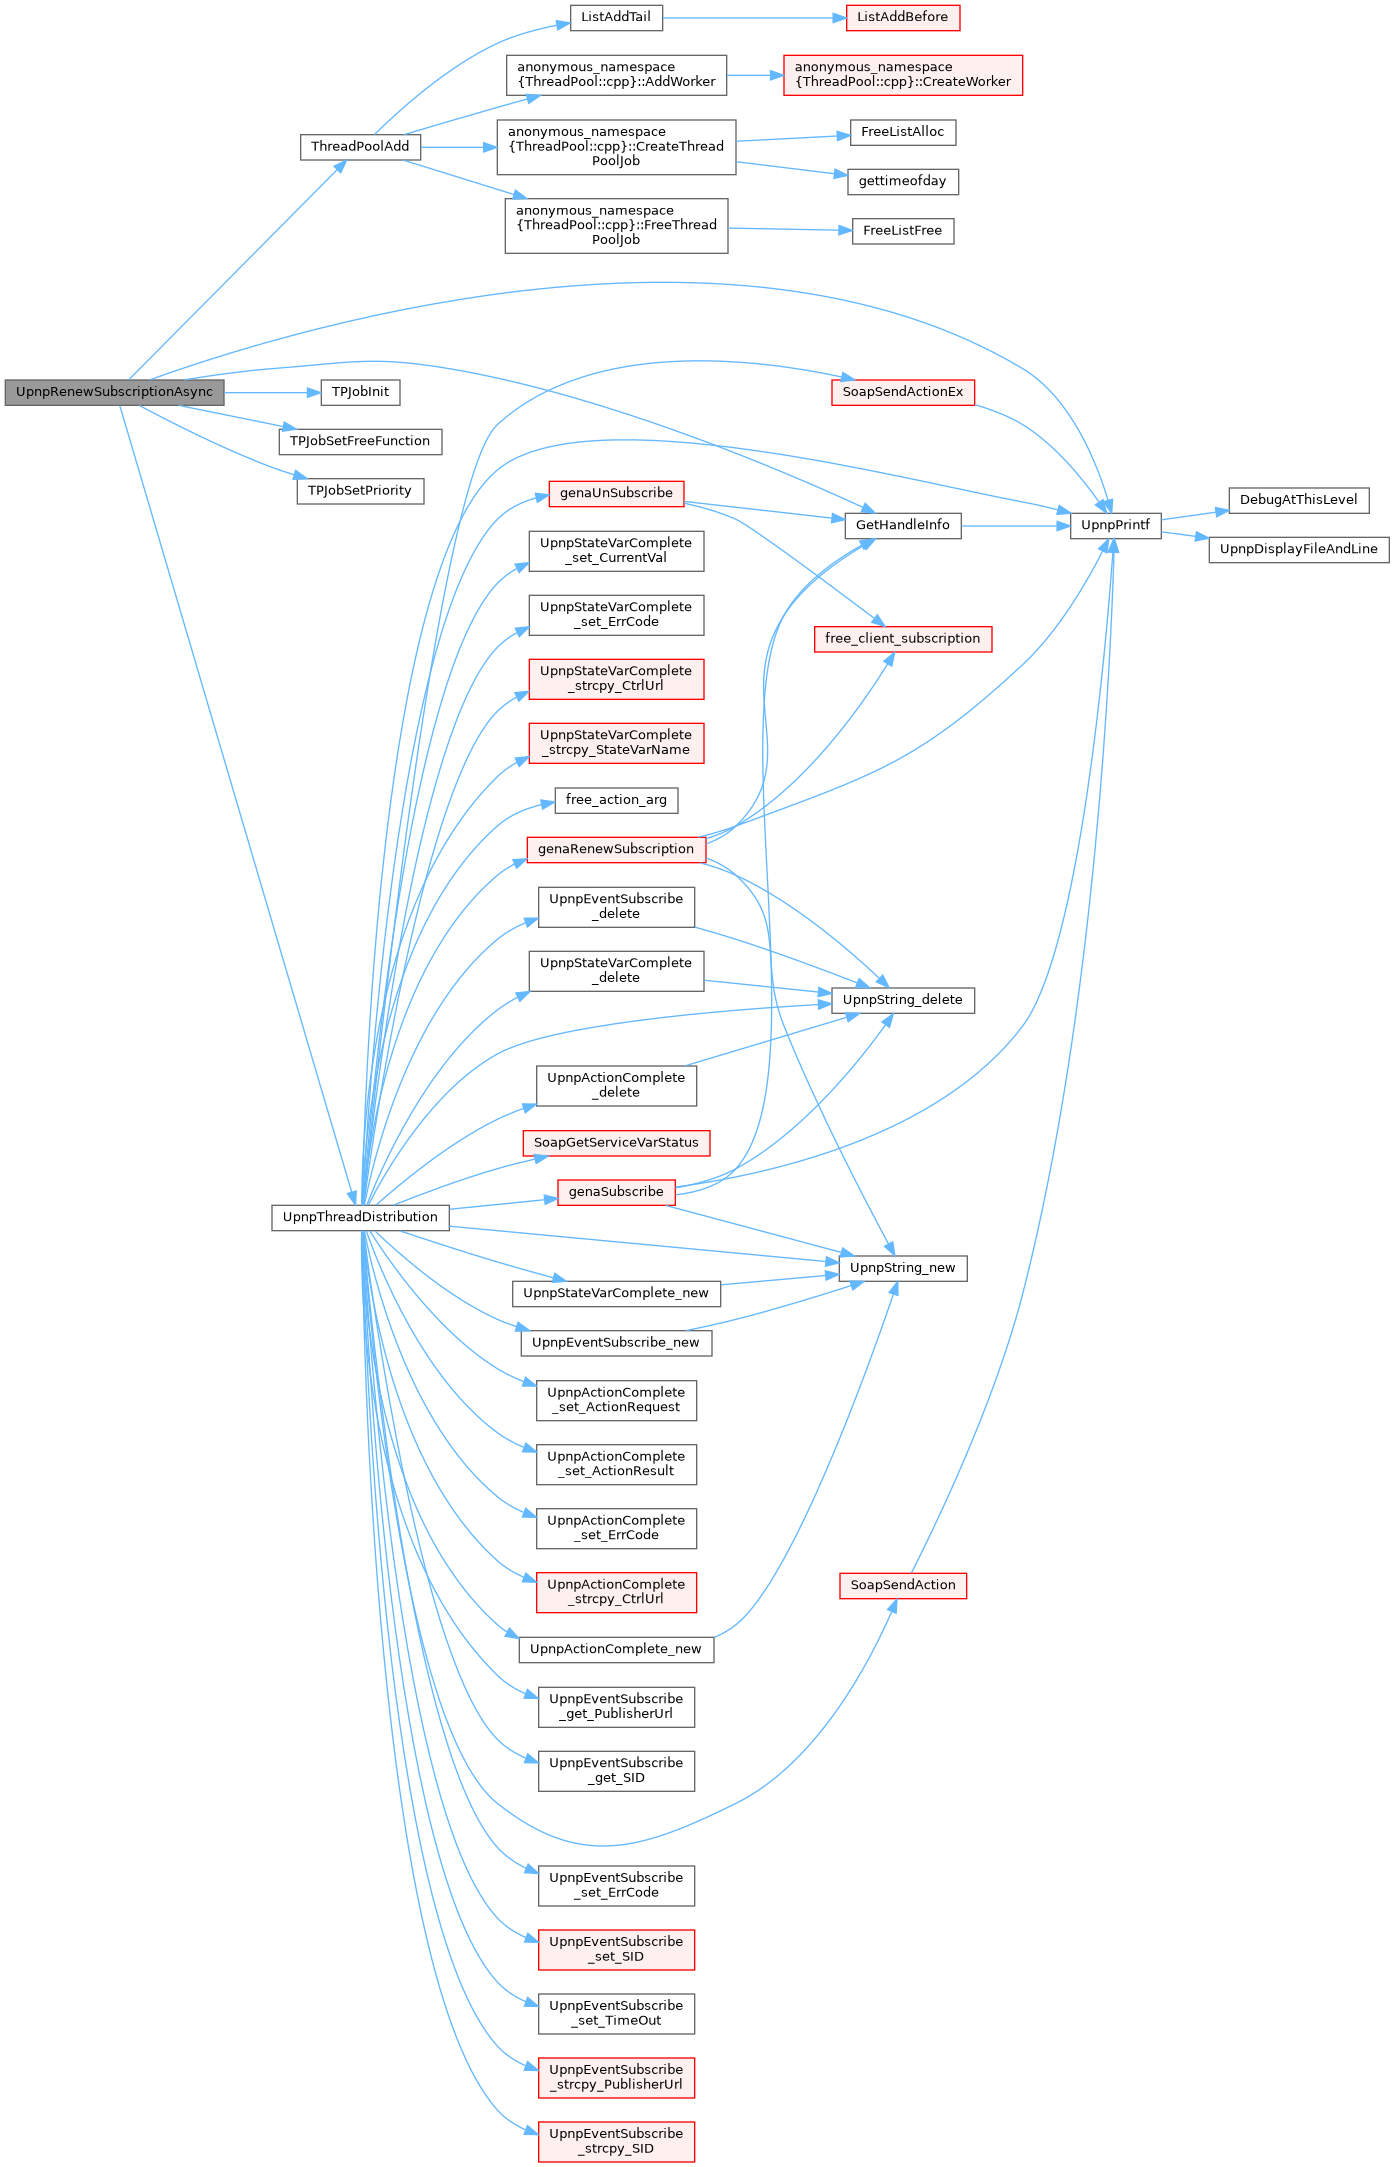 ListAddTail
ListAddBefore
anonymous_namespace
{ThreadPool::cpp}::AddWorker
anonymous_namespace
{ThreadPool::cpp}::CreateWorker
ThreadPoolAdd
anonymous_namespace
{ThreadPool::cpp}::CreateThread
PoolJob
FreeListAlloc
gettimeofday
anonymous_namespace
{ThreadPool::cpp}::FreeThread
PoolJob
FreeListFree
UpnpRenewSubscriptionAsync
TPJobInit
SoapSendActionEx
TPJobSetFreeFunction
TPJobSetPriority
genaUnSubscribe
GetHandleInfo
UpnpPrintf
DebugAtThisLevel
UpnpDisplayFileAndLine
UpnpStateVarComplete
_set_CurrentVal
UpnpStateVarComplete
_set_ErrCode
free_client_subscription
UpnpStateVarComplete
_strcpy_CtrlUrl
UpnpStateVarComplete
_strcpy_StateVarName
free_action_arg
genaRenewSubscription
UpnpEventSubscribe
_delete
UpnpStateVarComplete
_delete
UpnpString_delete
UpnpActionComplete
_delete
SoapGetServiceVarStatus
genaSubscribe
UpnpThreadDistribution
UpnpString_new
UpnpStateVarComplete_new
UpnpEventSubscribe_new
UpnpActionComplete
_set_ActionRequest
UpnpActionComplete
_set_ActionResult
UpnpActionComplete
_set_ErrCode
UpnpActionComplete
_strcpy_CtrlUrl
SoapSendAction
UpnpActionComplete_new
UpnpEventSubscribe
_get_PublisherUrl
UpnpEventSubscribe
_get_SID
UpnpEventSubscribe
_set_ErrCode
UpnpEventSubscribe
_set_SID
UpnpEventSubscribe
_set_TimeOut
UpnpEventSubscribe
_strcpy_PublisherUrl
UpnpEventSubscribe
_strcpy_SID